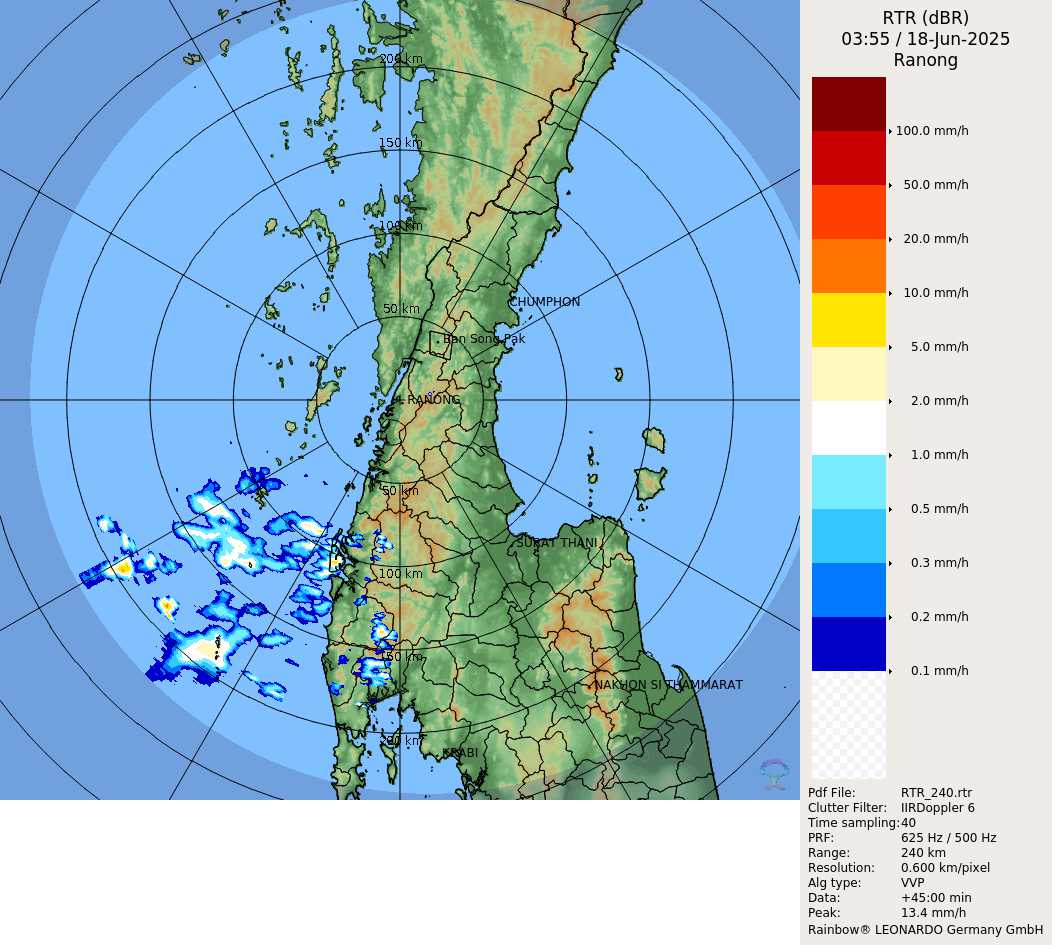 RTR (dBR)
03:55 / 18-Jun-2025
Ranong
100.0 mm/h
50.0 mm/h
20.0 mm/h
10.0 mm/h
5.0 mm/h
2.0 mm/h
1.0 mm/h
0.5 mm/h
0.3 mm/h
0.2 mm/h
0.1 mm/h
Pdf File: RTR_240.rtr
Clutter Filter: IIRDoppler 6
Time sampling: 40
PRF: 625 Hz / 500 Hz
Range: 240 km
Resolution: 0.600 km/pixel
Alg type: VVP
Data: +45:00 min
Peak: 13.4 mm/h
Rainbow® LEONARDO Germany GmbH
200 km
150 km
100 km
CHUMPHON
50 km
Ban Song Pak
RANONG
50 km
SURAT THANI
100 km
150 km
NAKHON SI THAMMARAT
200 km
KRABI